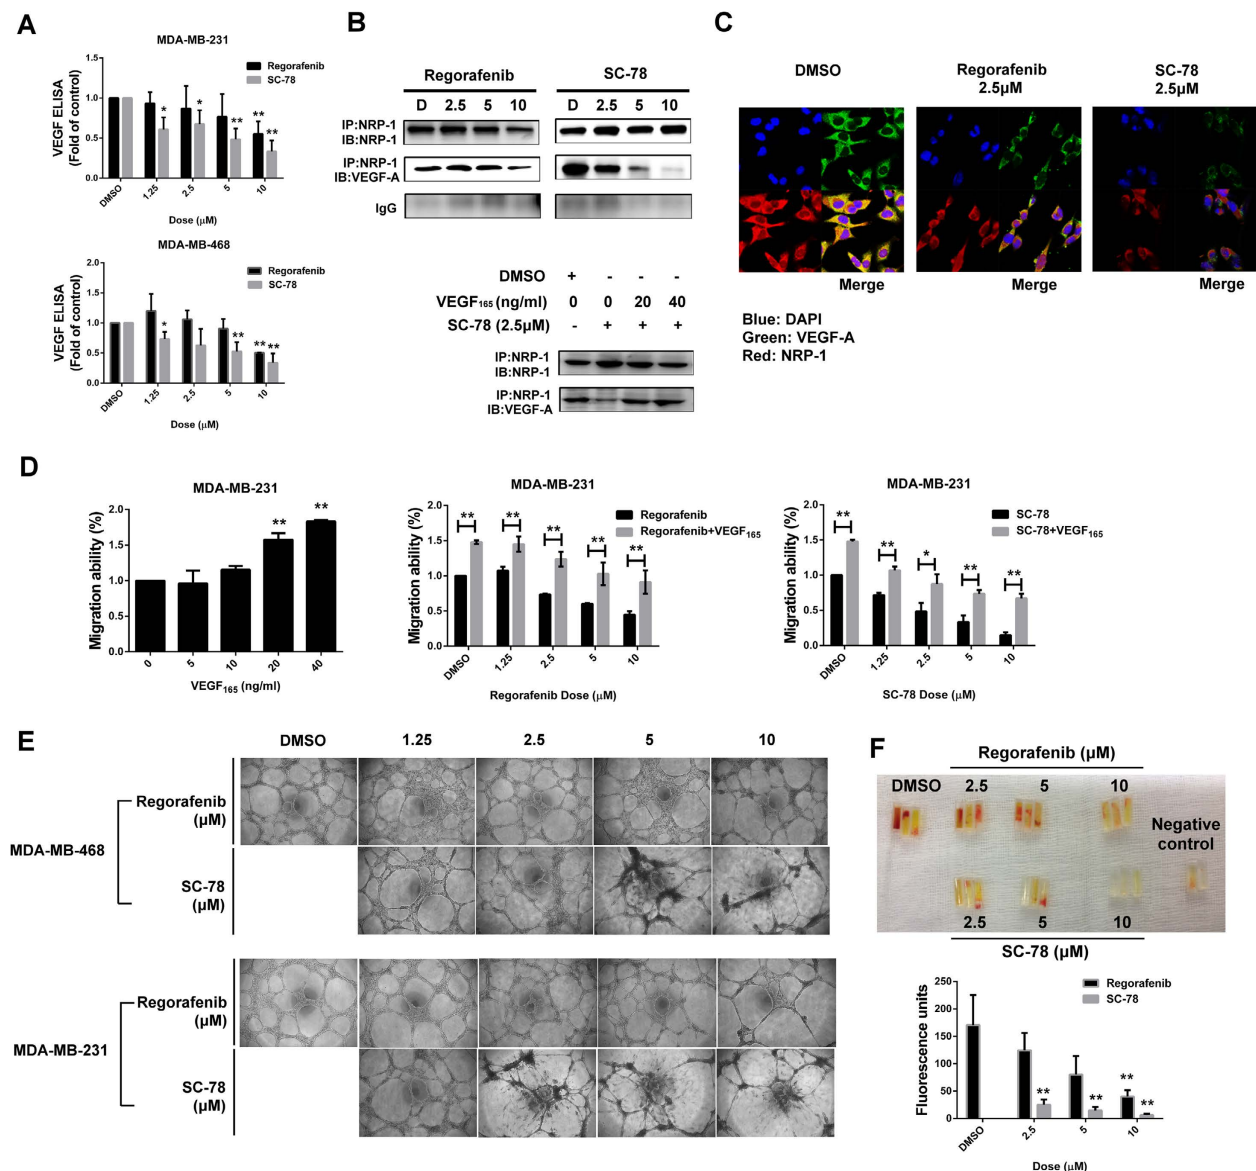 A
MDA-MB-231
VEGF ELISA
(Fold of control)
1.5
1.0
0.5
0.0
Regorafenib
SC-78
*
*
**
**
**
DMSO
1.25
2.5
5
10
Dose (μM)
MDA-MB-468
VEGF ELISA
(Fold of control)
2.0
1.5
1.0
0.5
0.0
Regorafenib
SC-78
*
**
**
**
DMSO
1.25
2.5
5
10
Dose (μM)
B
Regorafenib
SC-78
D 2.5 5 10
D 2.5 5 10
IP:NRP-1
IB:NRP-1
IP:NRP-1
IB:VEGF-A
IgG
DMSO + - - -
VEGF₁₆₅ (ng/ml) 0 0 20 40
SC-78 (2.5μM) - + + +
IP:NRP-1
IB:NRP-1
IP:NRP-1
IB:VEGF-A
C
DMSO
Regorafenib
2.5μM
SC-78
2.5μM
Merge
Merge
Merge
Blue: DAPI
Green: VEGF-A
Red: NRP-1
D
MDA-MB-231
Migration ability (%)
2.0
1.5
1.0
0.5
0.0
**
**
0
5
10
20
40
VEGF₁₆₅ (ng/ml)
MDA-MB-231
Migration ability (%)
2.0
1.5
1.0
0.5
0.0
Regorafenib
Regorafenib+VEGF₁₆₅
**
**
**
**
**
DMSO
1.25
2.5
5
10
Regorafenib Dose (μM)
MDA-MB-231
Migration ability (%)
2.0
1.5
1.0
0.5
0.0
SC-78
SC-78+VEGF₁₆₅
**
**
*
**
**
DMSO
1.25
2.5
5
10
SC-78 Dose (μM)
E
DMSO 1.25 2.5 5 10
MDA-MB-468
Regorafenib
(μM)
SC-78
(μM)
MDA-MB-231
Regorafenib
(μM)
SC-78
(μM)
F
Regorafenib (μM)
DMSO 2.5 5 10
Negative
control
2.5 5 10
SC-78 (μM)
Fluorescence units
250
200
150
100
50
0
Regorafenib
SC-78
**
**
**
**
DMSO
2.5
5
10
Dose (μM)